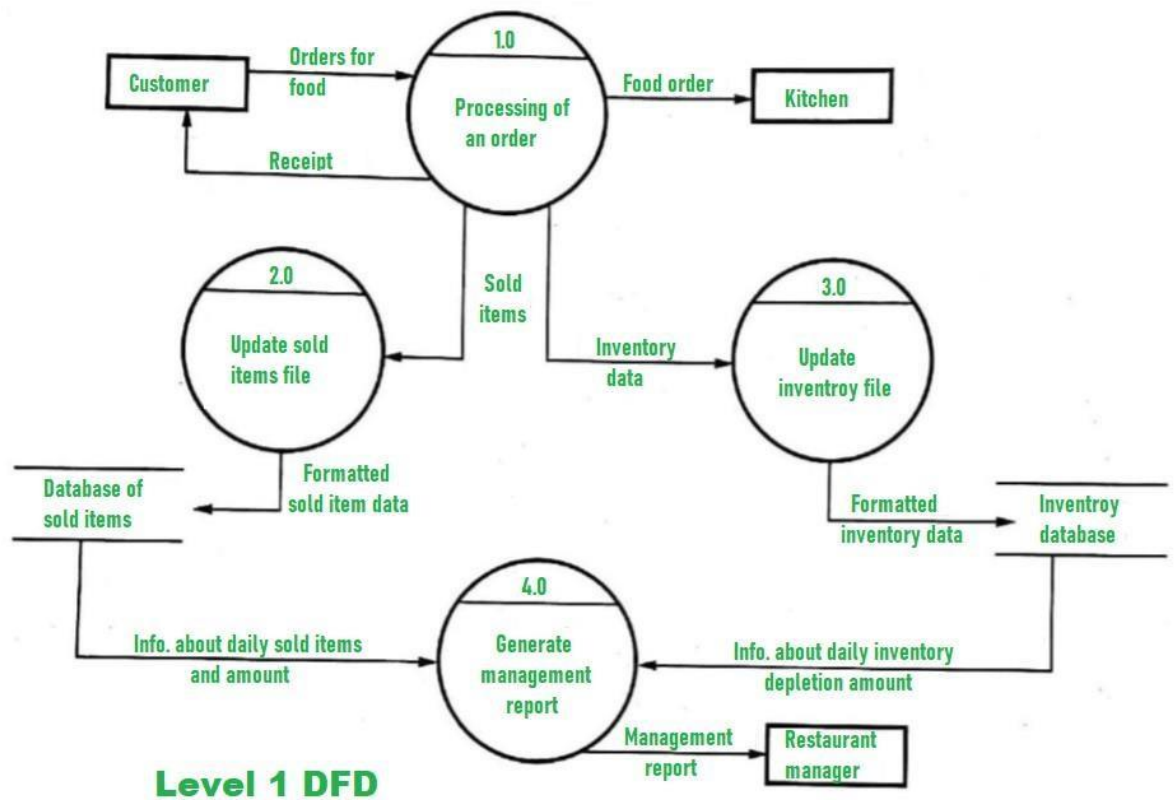 1.0
Orders for
food
Customer
Food order
Kitchen
Processing of
an order
Receipt
2.0
Sold
items
3.0
Update sold
items file
Inventory
data
Update
inventroy file
Database of
sold items
Formatted
sold item data
Formatted
inventory data
Inventroy
database
4.0
Info. about daily sold items
and amount
Generate
management
report
Info. about daily inventory
depletion amount
Management
report
Restaurant
manager
Level 1 DFD